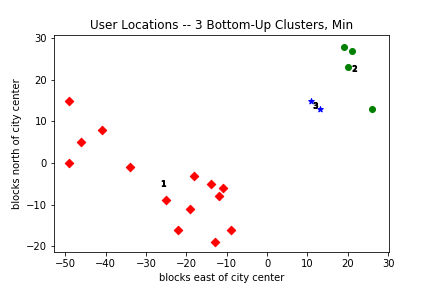 User Locations -- 3 Bottom-Up Clusters, Min
blocks north of city center
30
20
10
0
−10
−20
1
2
3
−50 −40 −30 −20 −10 0 10 20 30
blocks east of city center